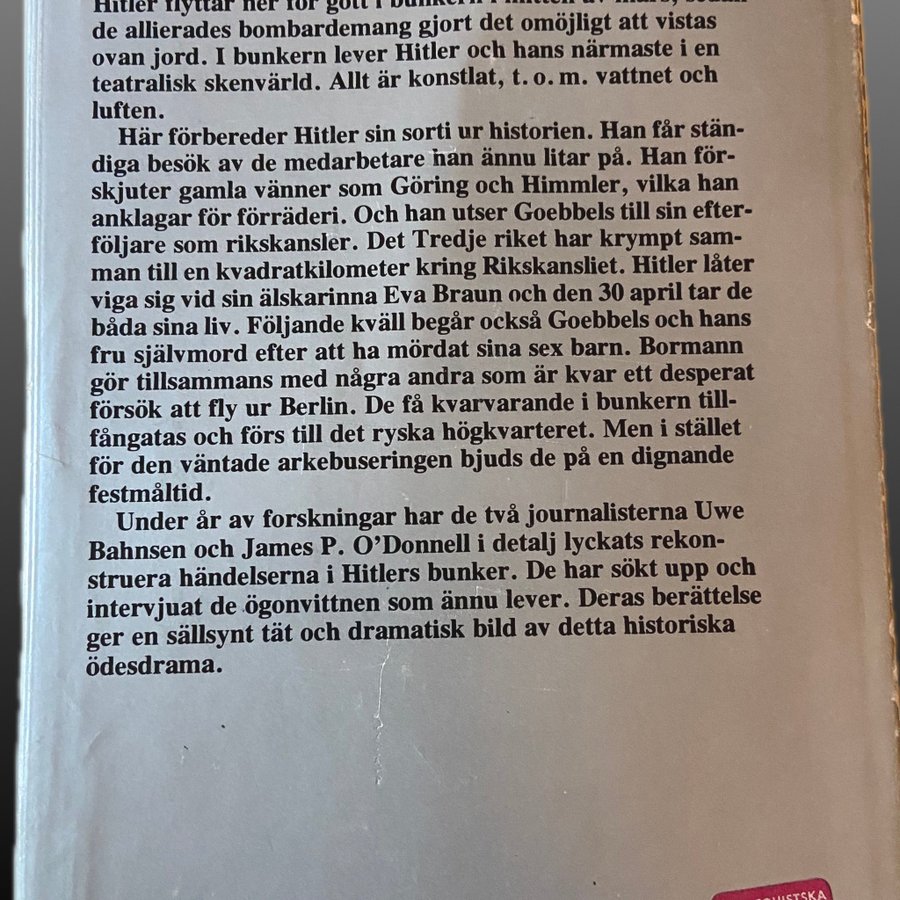 Hitler flyttar ner för gott i bunkern i mitten av mars, sedan
de allierades bombardemang gjort det omöjligt att vistas
ovan jord. I bunkern lever Hitler och hans närmaste i en
teatralisk skenvärld. Allt är konstlat, t.o.m. vattnet och
luften.
Här förbereder Hitler sin sorti ur historien. Han får stän-
diga besök av de medarbetare han ännu litar på. Han för-
skjuter gamla vänner som Göring och Himmler, vilka han
anklagar för förräderi. Och han utser Goebbels till sin efter-
följare som rikskansler. Det Tredje riket har krympt sam-
man till en kvadratkilometer kring Rikskansliet. Hitler låter
viga sig vid sin älskarinna Eva Braun och den 30 april tar de
båda sina liv. Följande kväll begår också Goebbels och hans
fru självmord efter att ha mördat sina sex barn. Bormann
gör tillsammans med några andra som är kvar ett desperat
försök att fly ur Berlin. De få kvarvarande i bunkern till-
fångatas och förs till det ryska högkvarteret. Men i stället
för den väntade arkebuseringen bjuds de på en dignande
festmåltid.
Under år av forskningar har de två journalisterna Uwe
Bahnsen och James P. O’Donnell i detalj lyckats rekon-
struera händelserna i Hitlers bunker. De har sökt upp och
intervjuat de ögonvittnen som ännu lever. Deras berättelse
ger en sällsynt tät och dramatisk bild av detta historiska
ödesdrama.